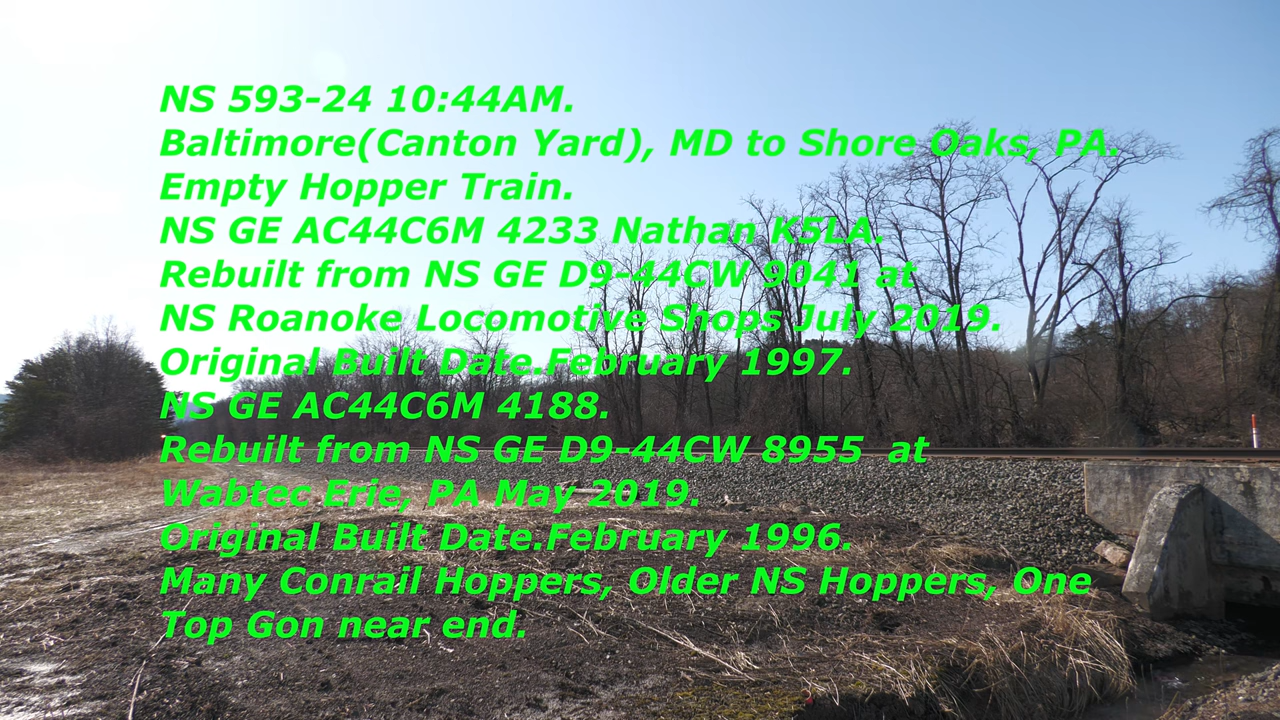 NS 593-24 10:44AM.
Baltimore(Canton Yard), MD to Shore Oaks, PA.
Empty Hopper Train.
NS GE AC44C6M 4233 Nathan K5LA.
Rebuilt from NS GE D9-44CW 9041 at
NS Roanoke Locomotive Shops July 2019.
Original Built Date.February 1997.
NS GE AC44C6M 4188.
Rebuilt from NS GE D9-44CW 8955  at
Wabtec Erie, PA May 2019.
Original Built Date.February 1996.
Many Conrail Hoppers, Older NS Hoppers, One
Top Gon near end.